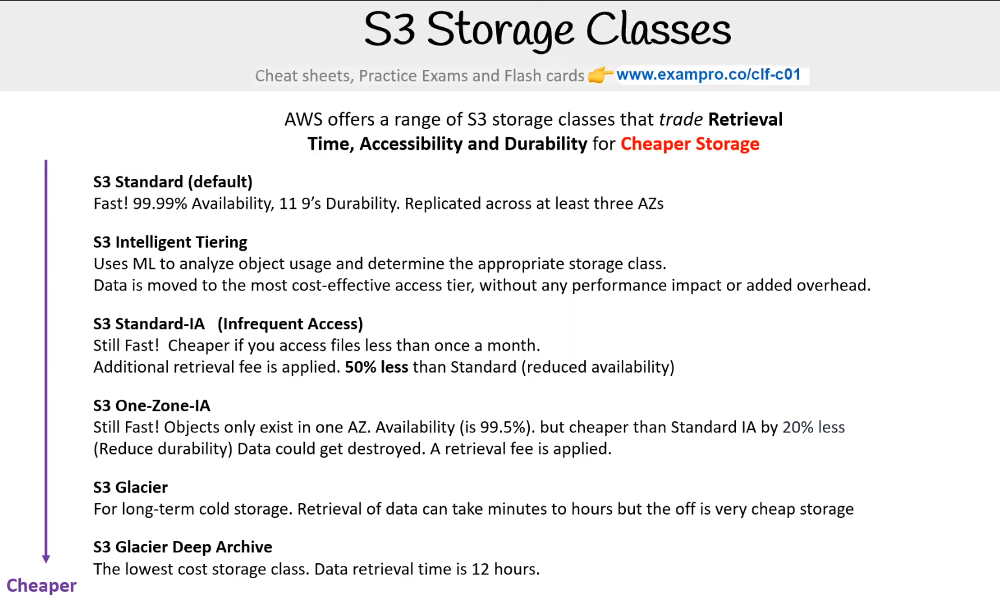 S3 Storage Classes
Cheat sheets, Practice Exams and Flash cards 👉 www.exampro.co/clf-c01
AWS offers a range of S3 storage classes that trade Retrieval
Time, Accessibility and Durability for Cheaper Storage
S3 Standard (default)
Fast! 99.99% Availability, 11 9’s Durability. Replicated across at least three AZs
S3 Intelligent Tiering
Uses ML to analyze object usage and determine the appropriate storage class.
Data is moved to the most cost-effective access tier, without any performance impact or added overhead.
S3 Standard-IA (Infrequent Access)
Still Fast! Cheaper if you access files less than once a month.
Additional retrieval fee is applied. 50% less than Standard (reduced availability)
S3 One-Zone-IA
Still Fast! Objects only exist in one AZ. Availability (is 99.5%). but cheaper than Standard IA by 20% less
(Reduce durability) Data could get destroyed. A retrieval fee is applied.
S3 Glacier
For long-term cold storage. Retrieval of data can take minutes to hours but the off is very cheap storage
S3 Glacier Deep Archive
The lowest cost storage class. Data retrieval time is 12 hours.
Cheaper